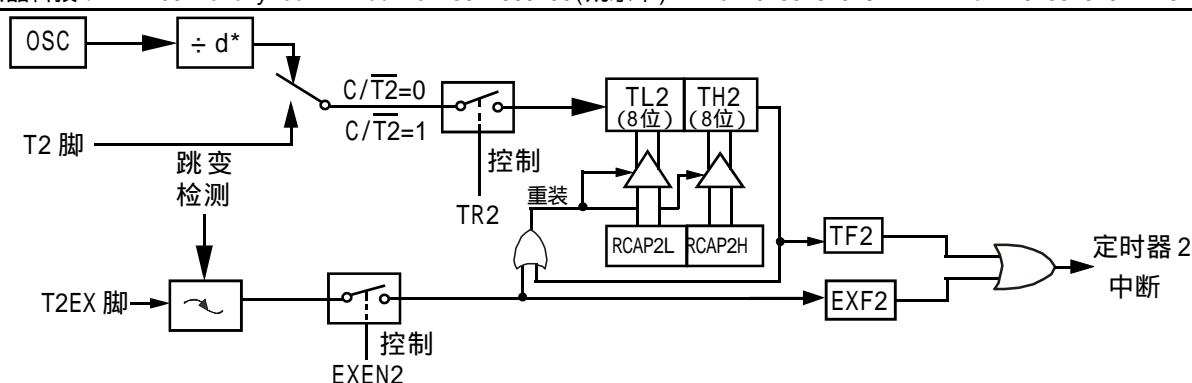 OSC
÷ d*
C/T2=0
C/T2=1
T2 脚
跳变
检测
控制
TR2
TL2
(8位)
TH2
(8位)
重装
RCAP2L
RCAP2H
TF2
定时器 2
中断
T2EX 脚
EXF2
控制
EXEN2